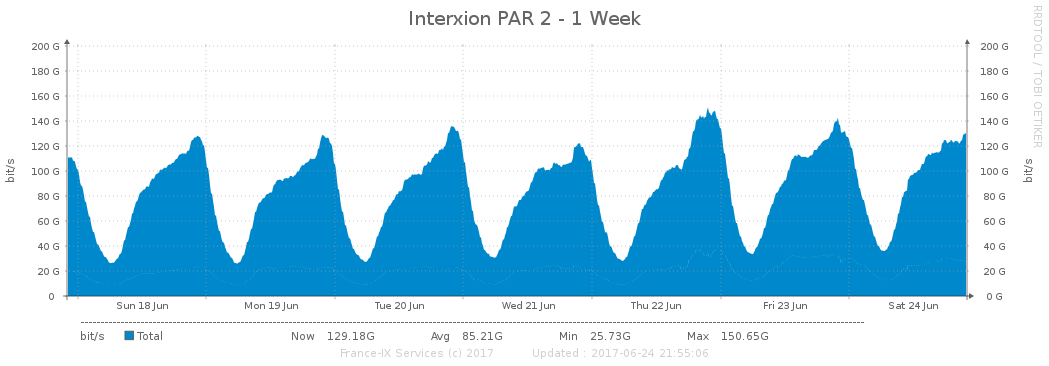 Interxion PAR 2 - 1 Week
RRDTOOL / TOBI OETIKER
200 G 200 G
180 G 180 G
160 G 160 G
140 G 140 G
120 G 120 G
100 G 100 G
80 G 80 G
60 G 60 G
40 G 40 G
20 G 20 G
0 0 G
bit/s bit/s
Sun 18 Jun Mon 19 Jun Tue 20 Jun Wed 21 Jun Thu 22 Jun Fri 23 Jun Sat 24 Jun
bit/s Total Now 129.18G Avg 85.21G Min 25.73G Max 150.65G
France-IX Services (c) 2017 Updated : 2017-06-24 21:55:06